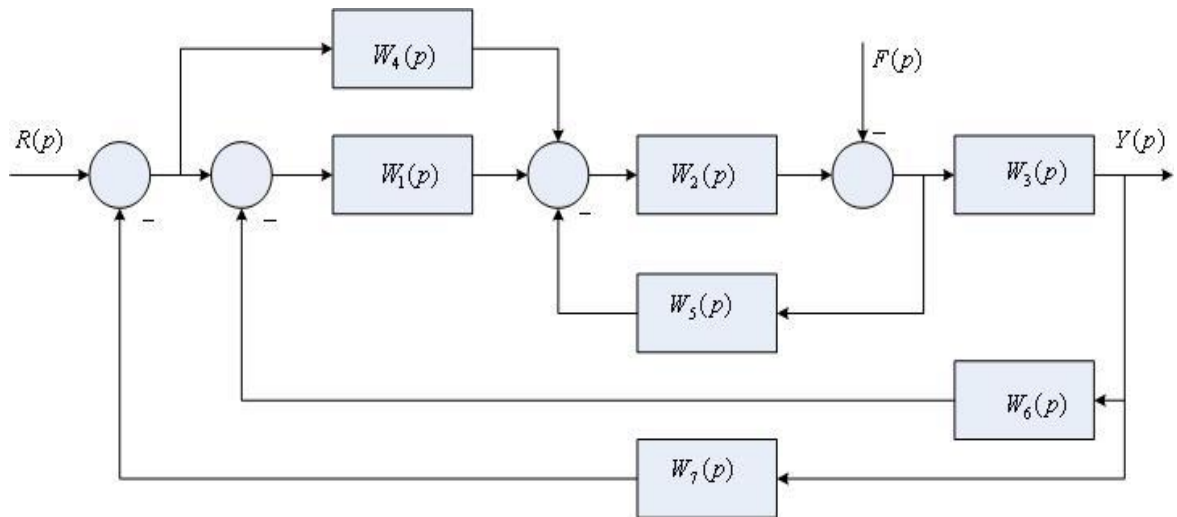 W₄(p)
F(p)
R(p)
–
Y(p)
W₁(p)
W₂(p)
W₃(p)
–
–
–
W₅(p)
W₆(p)
W₇(p)